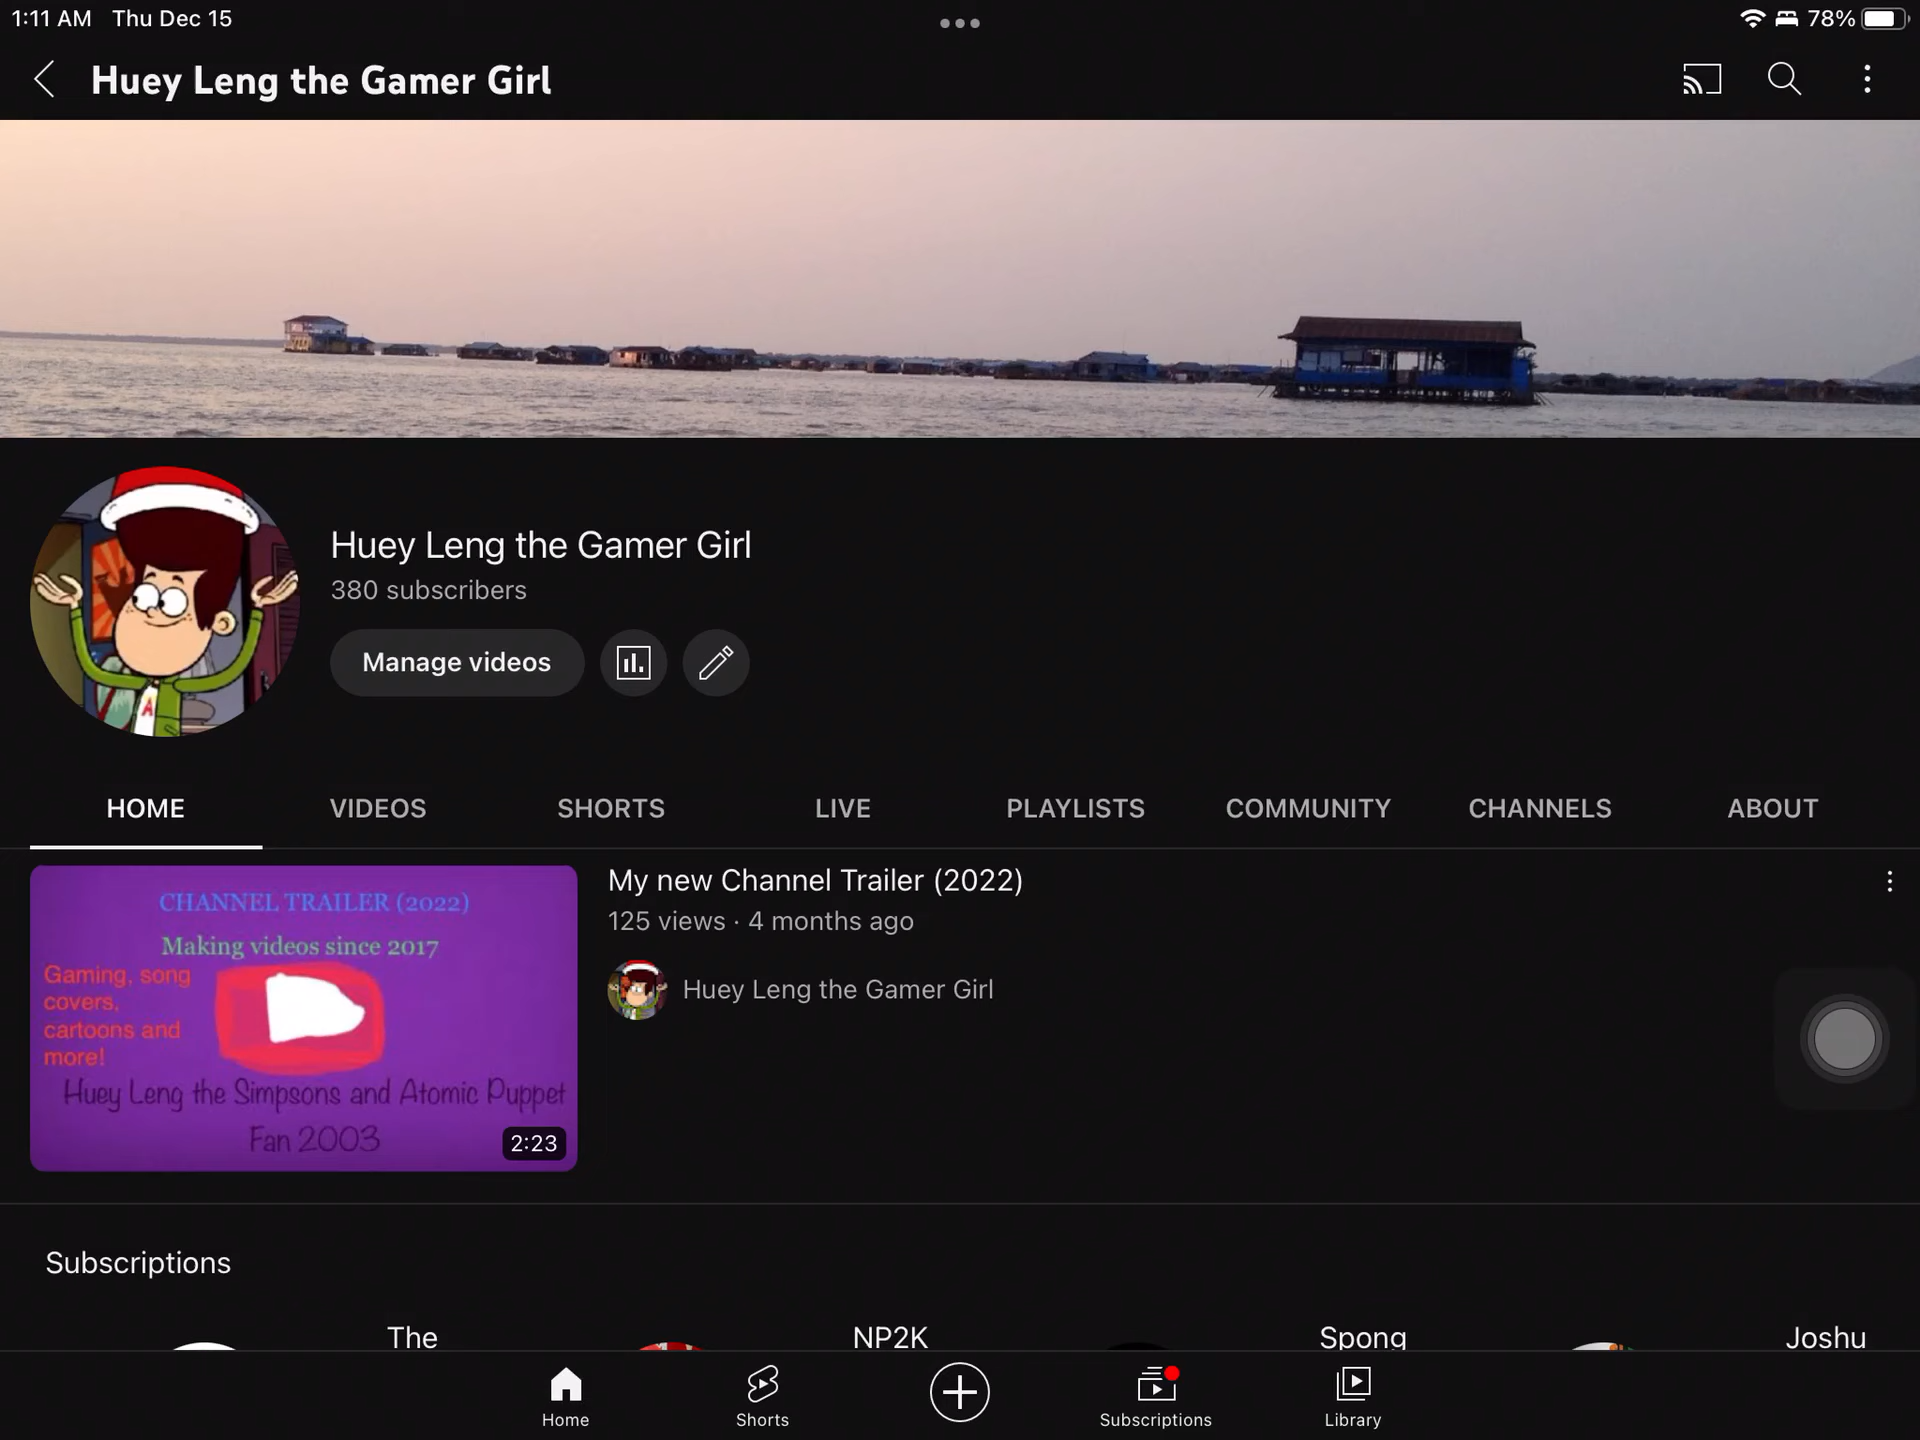 1:11 AM Thu Dec 15
78%
Huey Leng the Gamer Girl
Huey Leng the Gamer Girl
380 subscribers
Manage videos
A
HOME VIDEOS SHORTS LIVE PLAYLISTS COMMUNITY CHANNELS ABOUT
CHANNEL TRAILER (2022)
Making videos since 2017
Gaming, song
covers,
cartoons and
more!
Huey Leng the Simpsons and Atomic Puppet
Fan 2003
2:23
My new Channel Trailer (2022)
125 views · 4 months ago
Huey Leng the Gamer Girl
Subscriptions
The NP2K Spong Joshu
Home Shorts Subscriptions Library